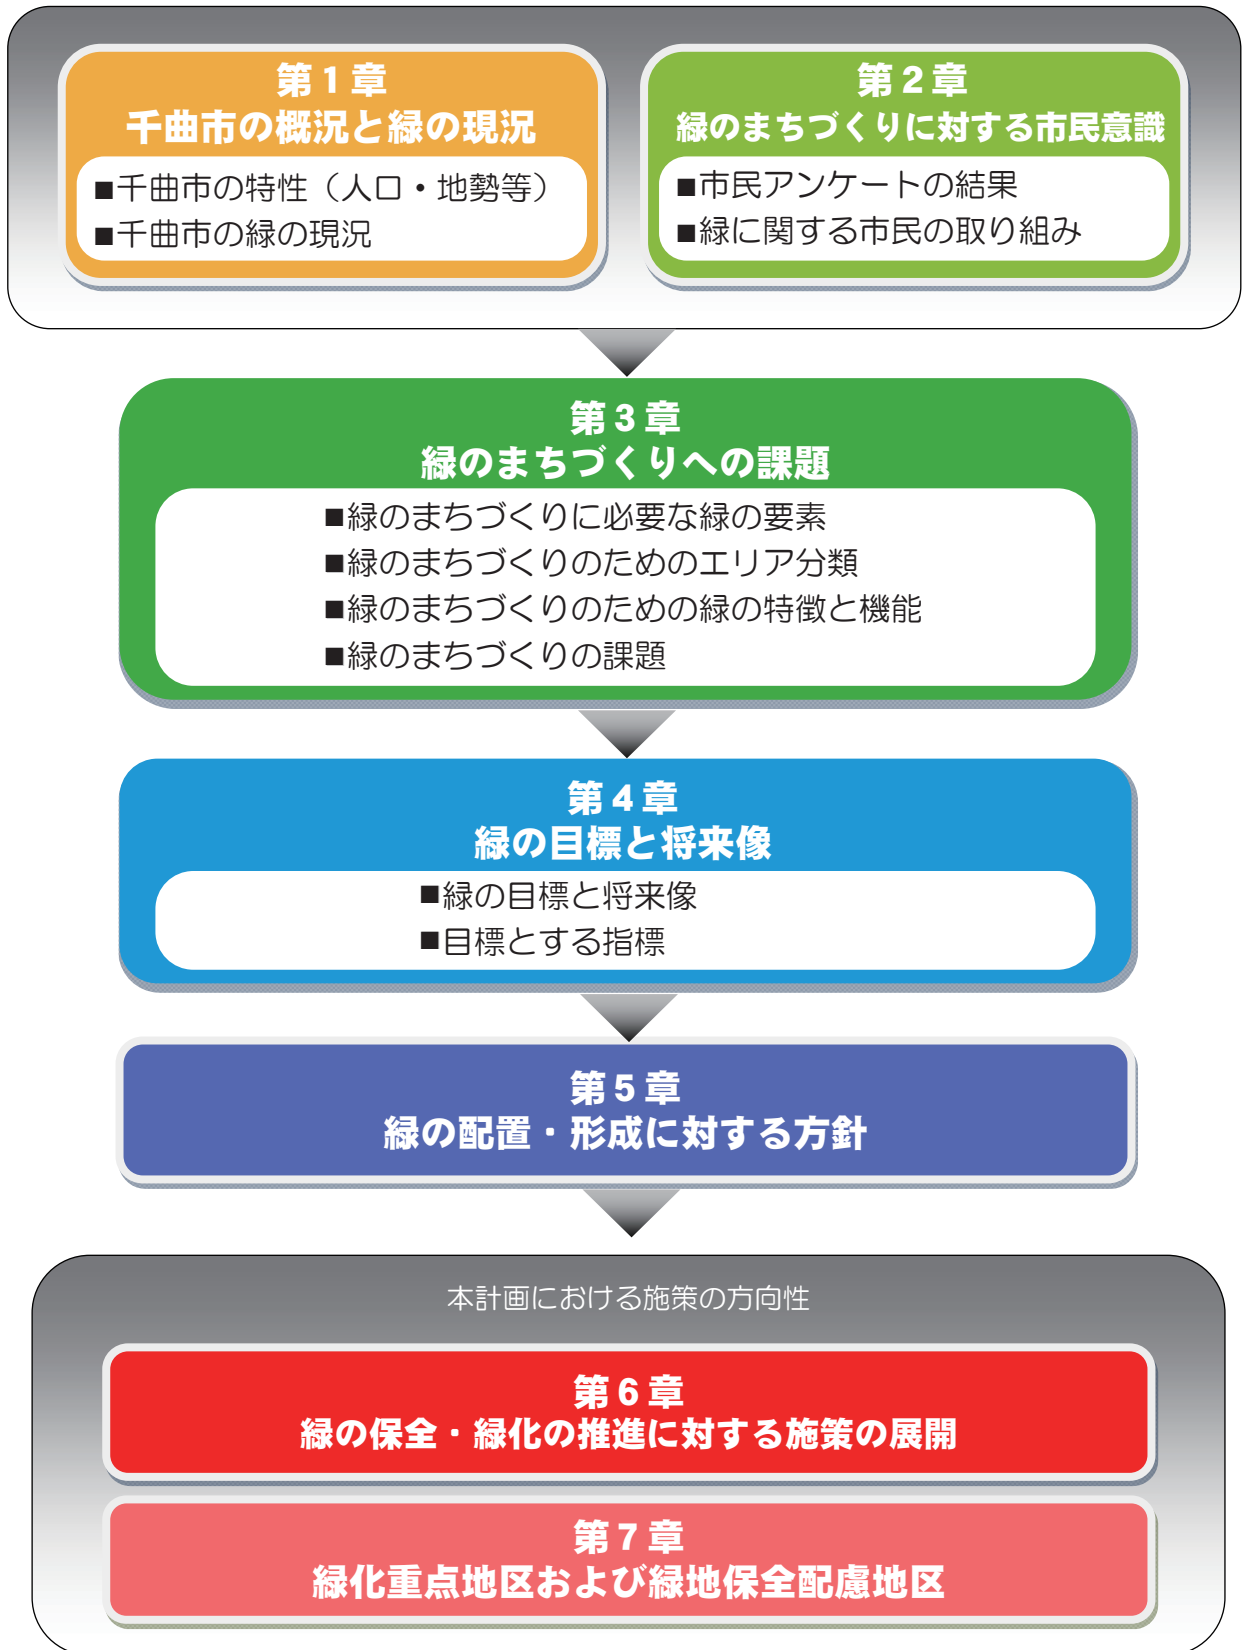 第1章
千曲市の概況と緑の現況
■千曲市の特性（人口・地勢等）
■千曲市の緑の現況
第2章
緑のまちづくりに対する市民意識
■市民アンケートの結果
■緑に関する市民の取り組み
第3章
緑のまちづくりへの課題
■緑のまちづくりに必要な緑の要素
■緑のまちづくりのためのエリア分類
■緑のまちづくりのための緑の特徴と機能
■緑のまちづくりの課題
第4章
緑の目標と将来像
■緑の目標と将来像
■目標とする指標
第5章
緑の配置・形成に対する方針
本計画における施策の方向性
第6章
緑の保全・緑化の推進に対する施策の展開
第7章
緑化重点地区および緑地保全配慮地区